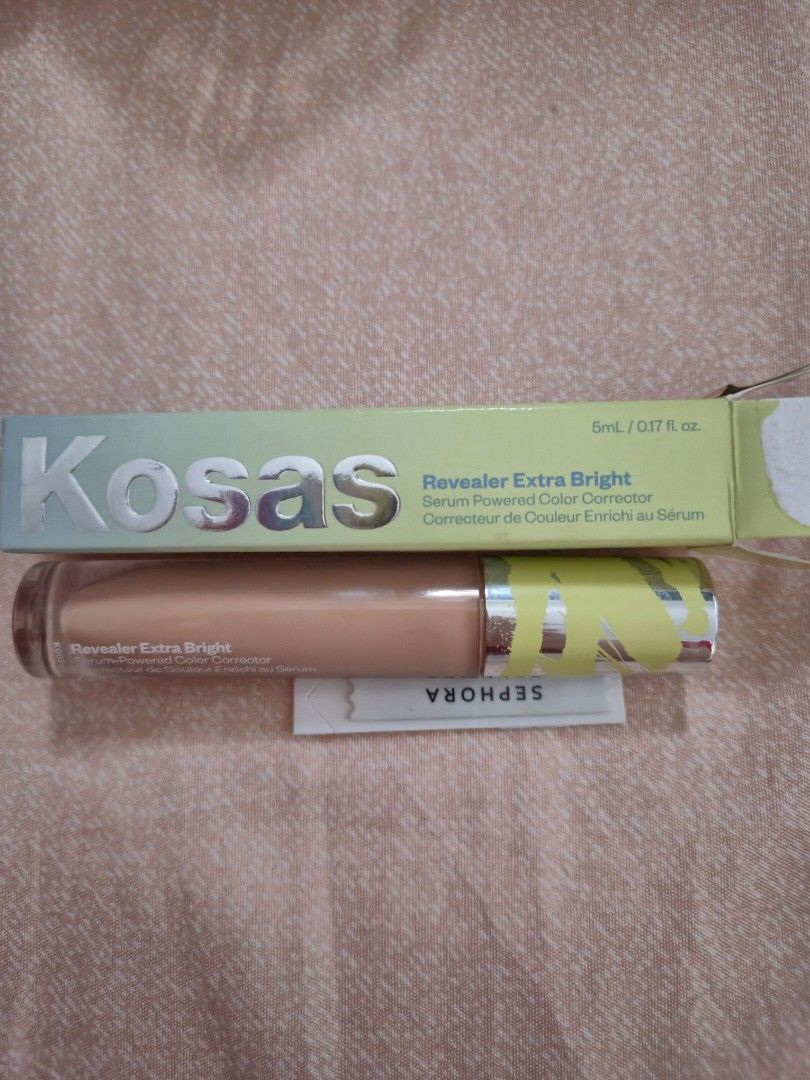 Kosas
5mL / 0.17 fl. oz.
Revealer Extra Bright
Serum Powered Color Corrector
Correcteur de Couleur Enrichi au Sérum
Revealer Extra Bright
Serum-Powered Color Corrector
de Couleur Enrichi au Sérum
SEPHORA